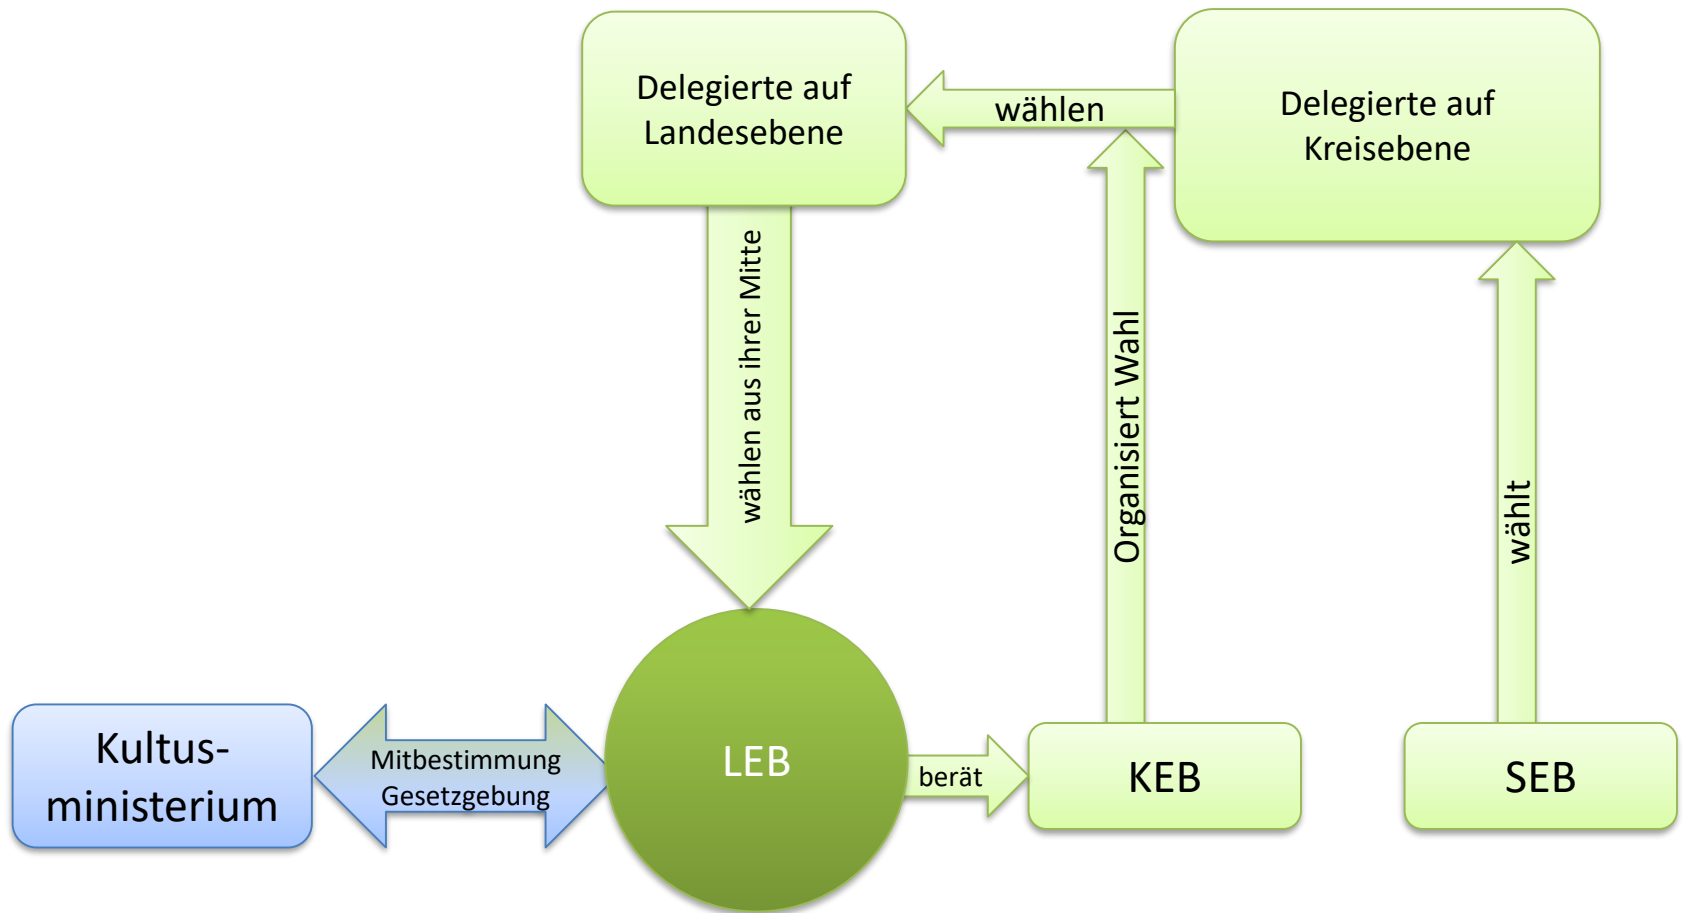 Delegierte auf
Landesebene
wählen
Delegierte auf
Kreisebene
wählen aus ihrer Mitte
Organisiert Wahl
wählt
Kultus-
ministerium
Mitbestimmung
Gesetzgebung
LEB
berät
KEB
SEB